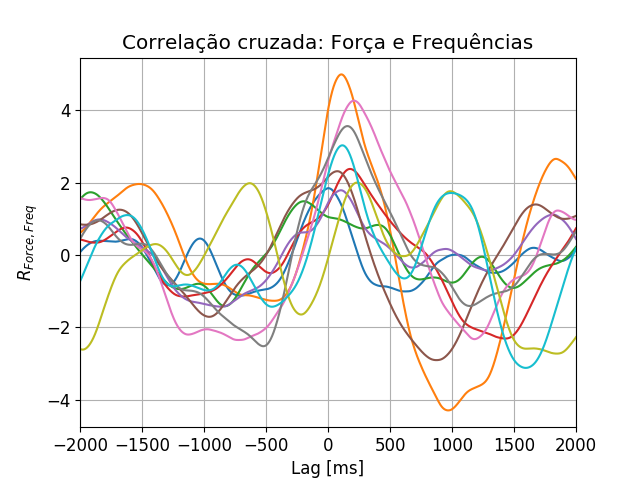 Correlação cruzada: Força e Frequências
R_{Force,Freq}
4
2
0
−2
−4
−2000 −1500 −1000 −500 0 500 1000 1500 2000
Lag [ms]